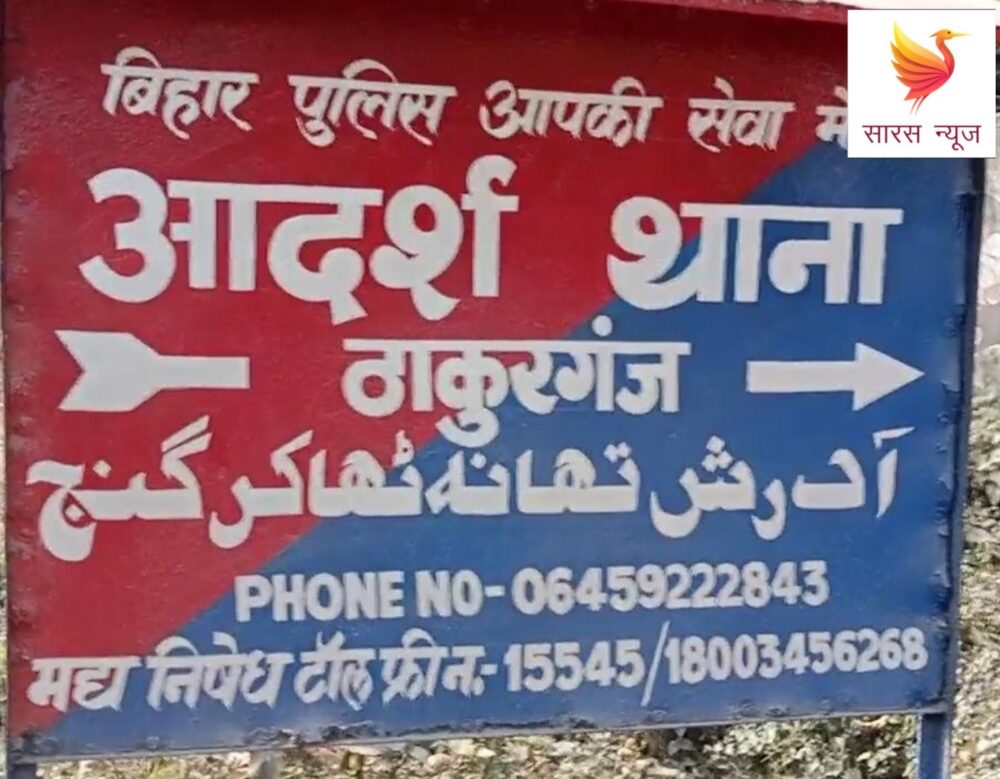 बिहार पुलिस आपकी सेवा में
सारस न्यूज
आदर्श थाना
ठाकुरगंज
آدرش تھانہ ٹھاکر گنج
PHONE NO- 06459222843
मद्य निषेध टॉल फ्री न.- 15545/18003456268